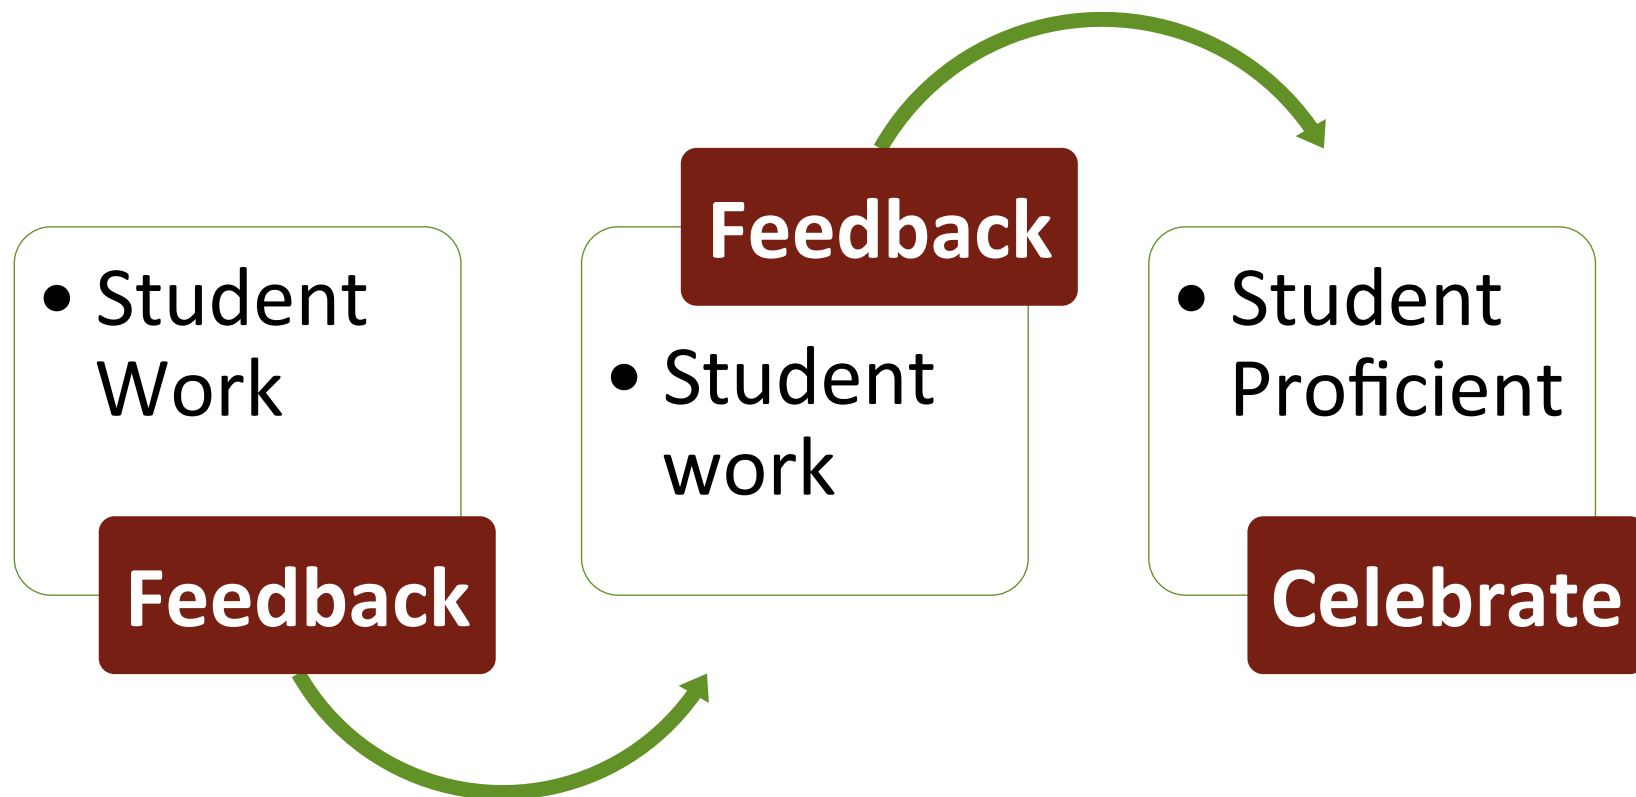 • Student
Work
Feedback
Feedback
• Student
work
• Student
Proficient
Celebrate